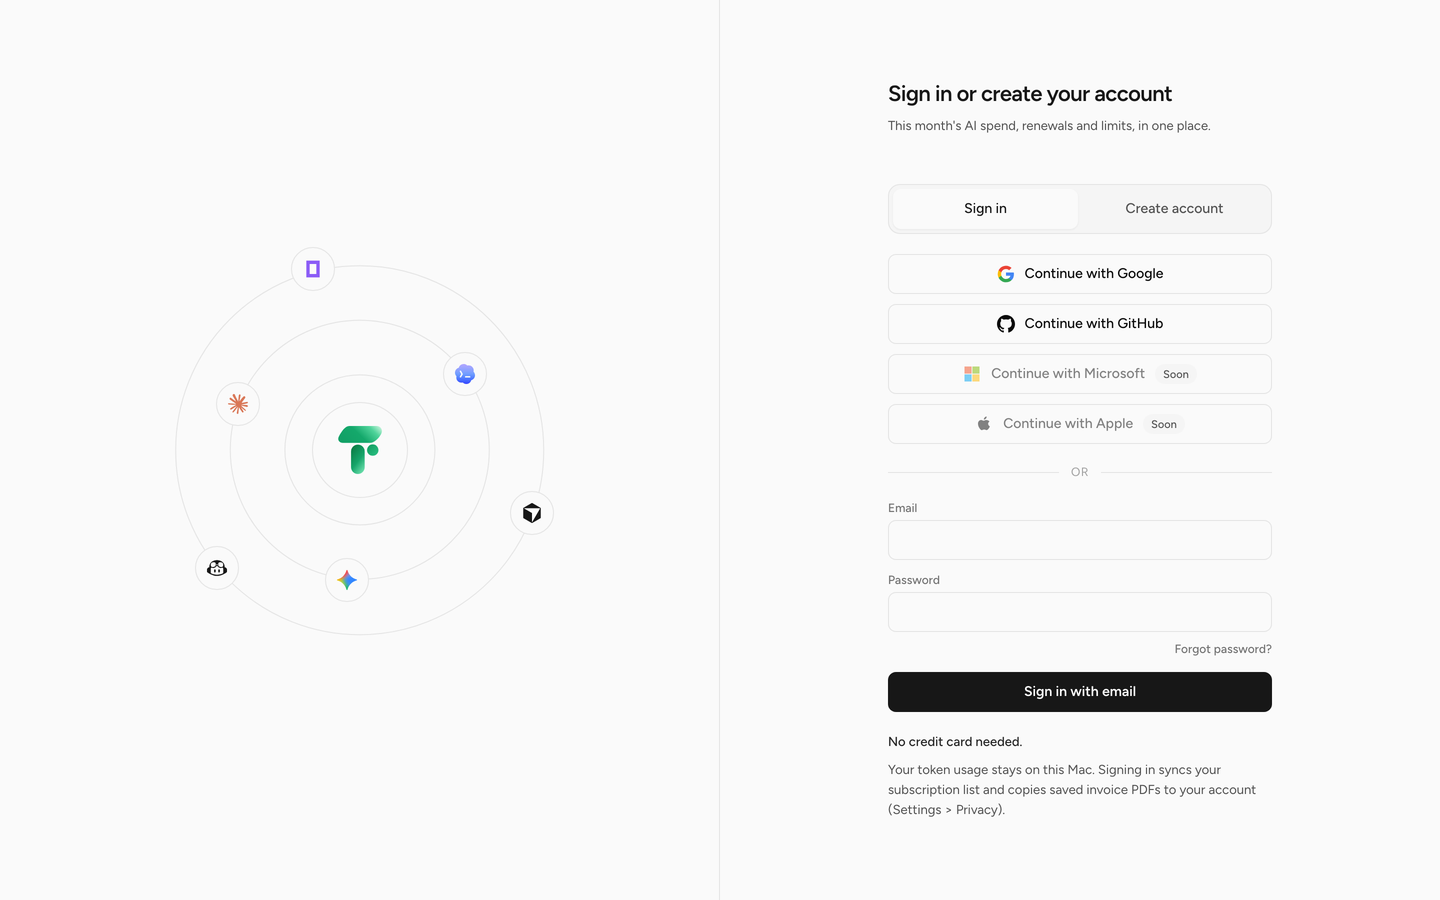 Sign in or create your account
This month's AI spend, renewals and limits, in one place.
Sign in
Create account
Continue with Google
Continue with GitHub
Continue with Microsoft Soon
Continue with Apple Soon
OR
Email
Password
Forgot password?
Sign in with email
No credit card needed.
Your token usage stays on this Mac. Signing in syncs your
subscription list and copies saved invoice PDFs to your account
(Settings > Privacy).